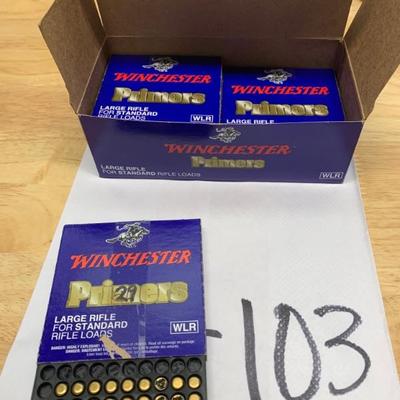 WINCHESTER
Primers
LARGE RIFLE
FOR STANDARD
RIFLE LOADS
WLR
WINCHESTER
Primers
LARGE RIFLE
WINCHESTER
Primers
LARGE RIFLE
FOR STANDARD RIFLE LOADS
WLR
WINCHESTER
Primers
29
LARGE RIFLE
FOR STANDARD
RIFLE LOADS
WLR
-103